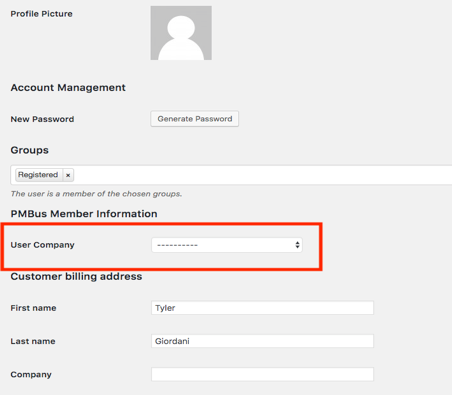 Profile Picture
Account Management
New Password Generate Password
Groups
Registered ×
The user is a member of the chosen groups.
PMBus Member Information
User Company ----------
Customer billing address
First name Tyler
Last name Giordani
Company